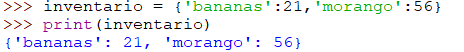 >>> inventario = {'bananas':21,'morango':56}
>>> print(inventario)
{'bananas': 21, 'morango': 56}